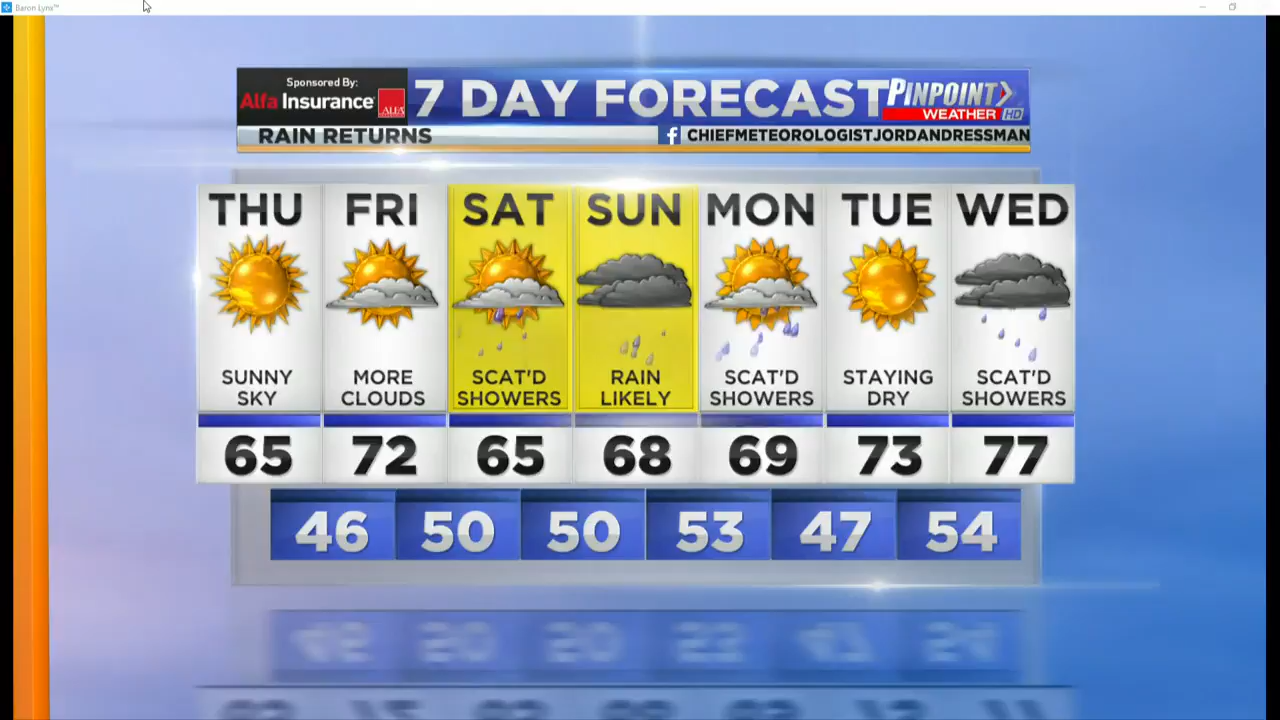 Baron Lynx™
Sponsored By:
Alfa Insurance®
ALFA
7 DAY FORECAST
PINPOINT
WEATHER HD
RAIN RETURNS
f CHIEFMETEOROLOGISTJORDANDRESSMAN
THU FRI SAT SUN MON TUE WED
SUNNY SKY
MORE CLOUDS
SCAT'D SHOWERS
RAIN LIKELY
SCAT'D SHOWERS
STAYING DRY
SCAT'D SHOWERS
65 72 65 68 69 73 77
46 50 50 53 47 54